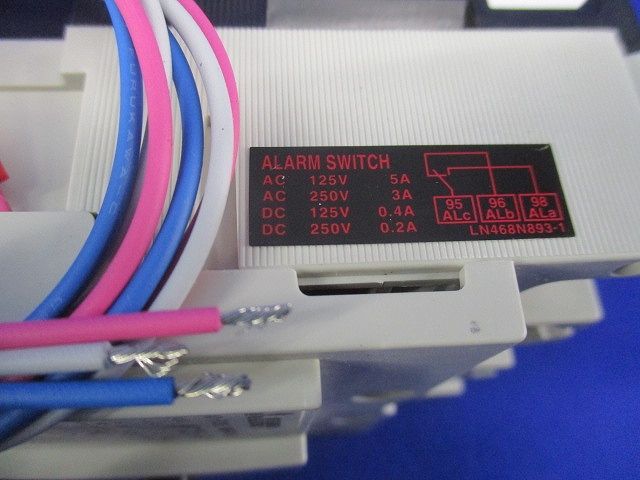 ALARM SWITCH
AC 125V 5A
AC 250V 3A
DC 125V 0.4A
DC 250V 0.2A
95 96 98
ALc ALb ALa
LN468N893-1
FURUKAWA